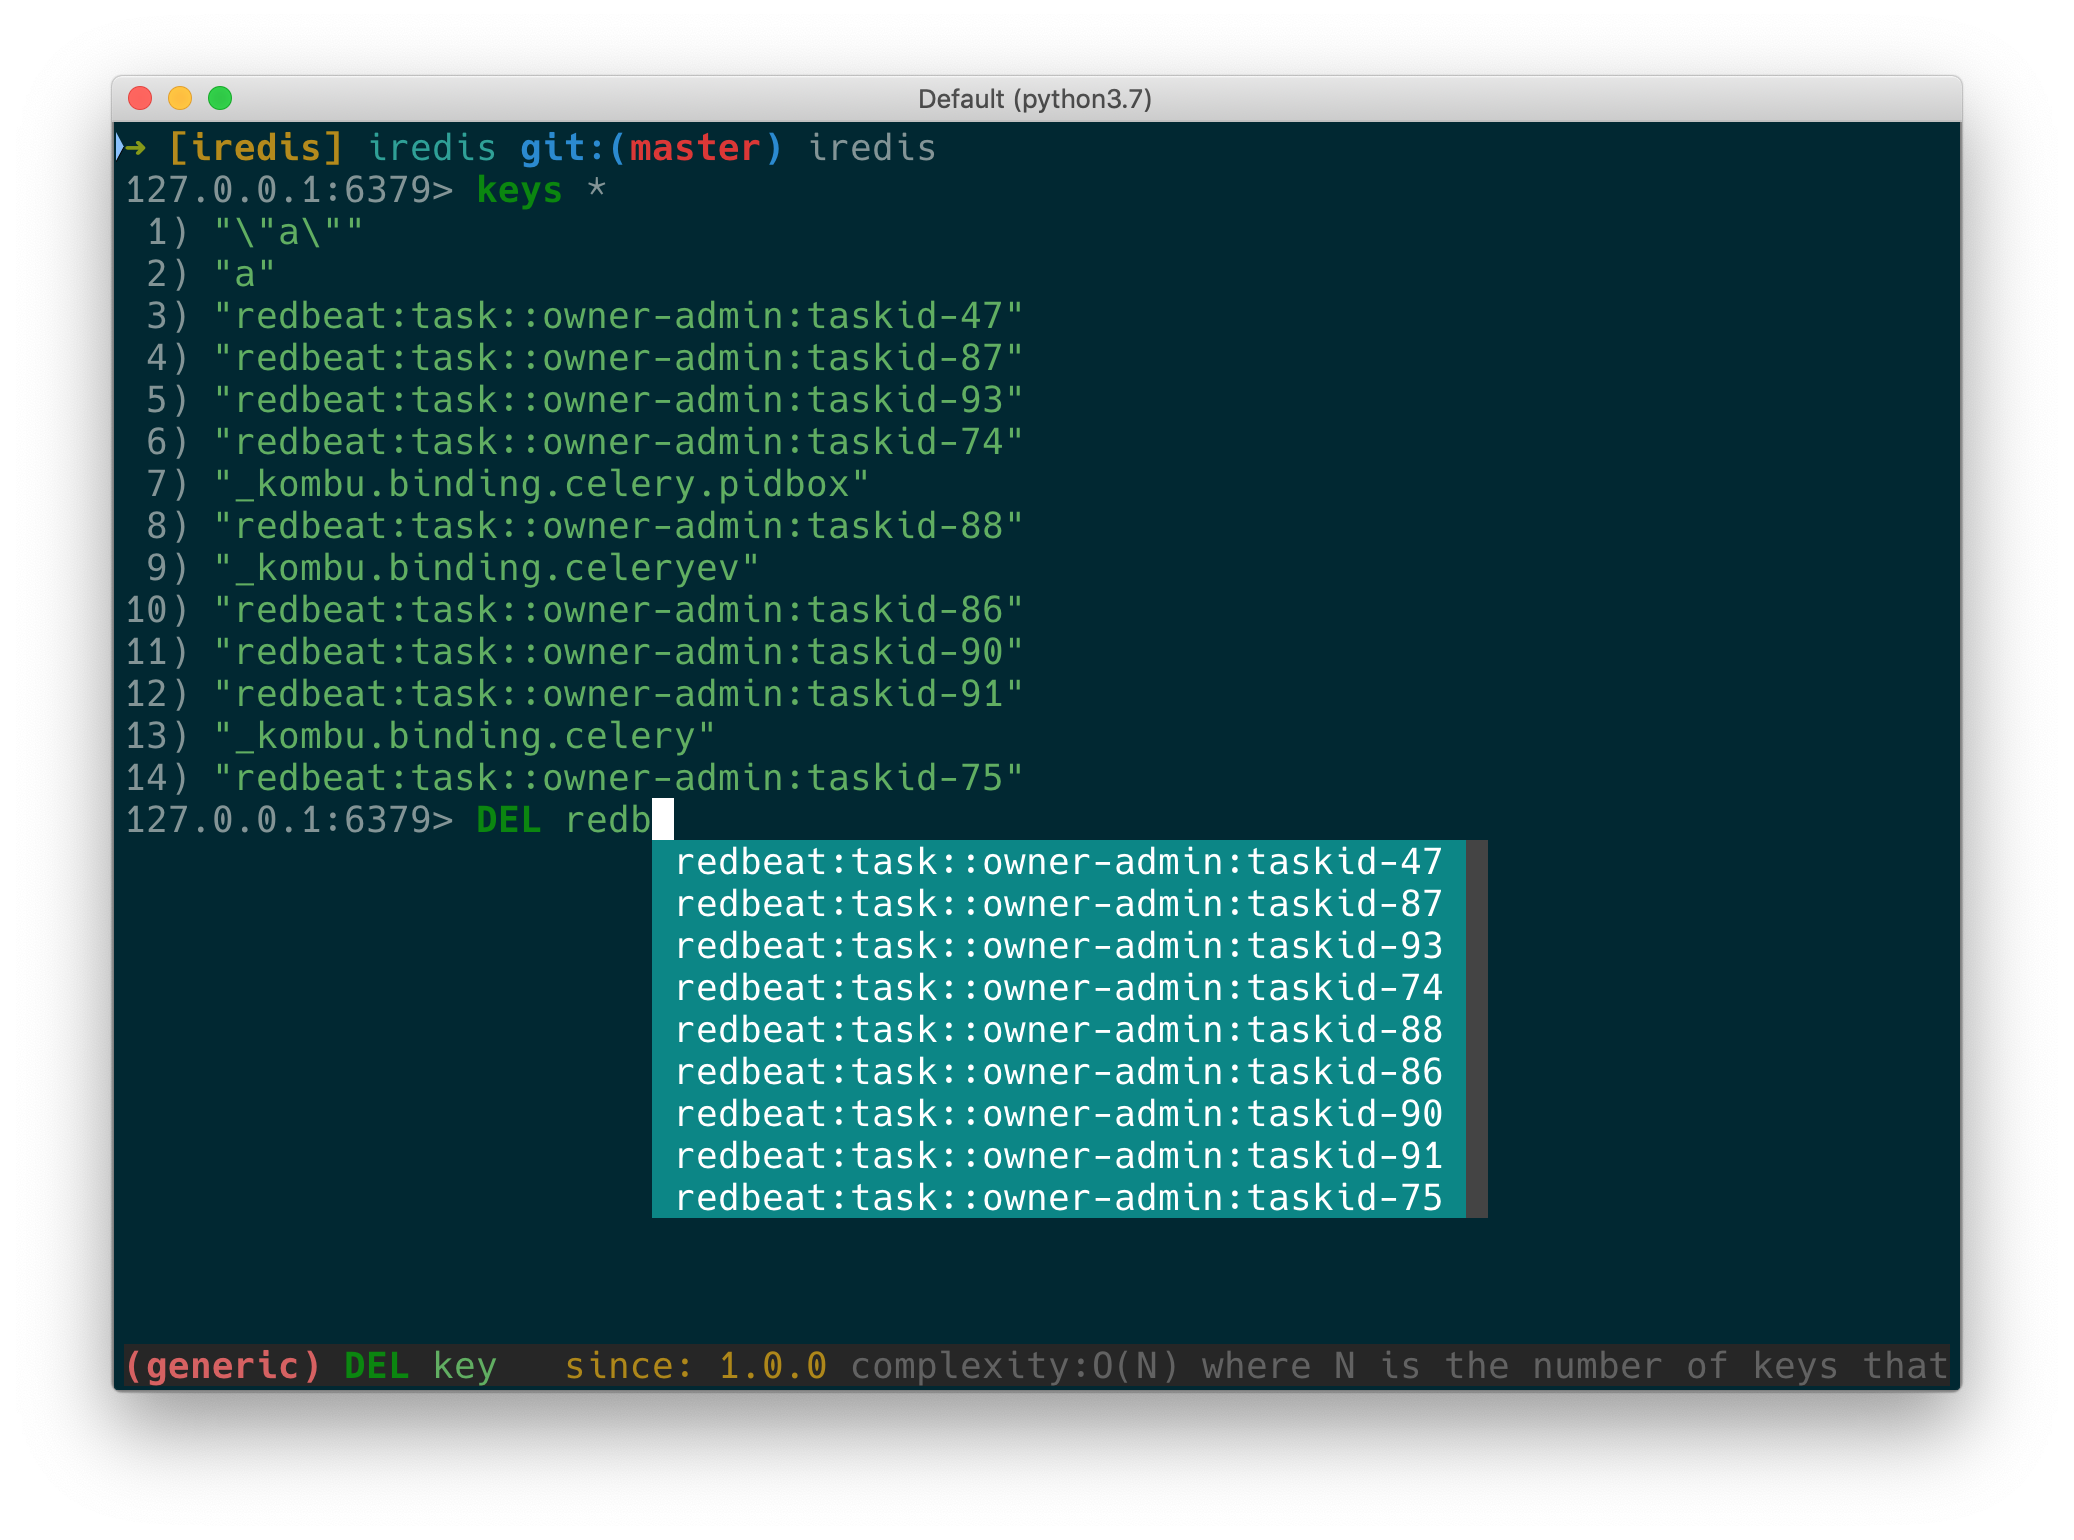 Default (python3.7)
➜ [iredis] iredis git:(master) iredis
127.0.0.1:6379> keys *
1) "\"a\""
2) "a"
3) "redbeat:task::owner-admin:taskid-47"
4) "redbeat:task::owner-admin:taskid-87"
5) "redbeat:task::owner-admin:taskid-93"
6) "redbeat:task::owner-admin:taskid-74"
7) "_kombu.binding.celery.pidbox"
8) "redbeat:task::owner-admin:taskid-88"
9) "_kombu.binding.celeryev"
10) "redbeat:task::owner-admin:taskid-86"
11) "redbeat:task::owner-admin:taskid-90"
12) "redbeat:task::owner-admin:taskid-91"
13) "_kombu.binding.celery"
14) "redbeat:task::owner-admin:taskid-75"
127.0.0.1:6379> DEL redb
redbeat:task::owner-admin:taskid-47
redbeat:task::owner-admin:taskid-87
redbeat:task::owner-admin:taskid-93
redbeat:task::owner-admin:taskid-74
redbeat:task::owner-admin:taskid-88
redbeat:task::owner-admin:taskid-86
redbeat:task::owner-admin:taskid-90
redbeat:task::owner-admin:taskid-91
redbeat:task::owner-admin:taskid-75
(generic) DEL key since: 1.0.0 complexity:O(N) where N is the number of keys that